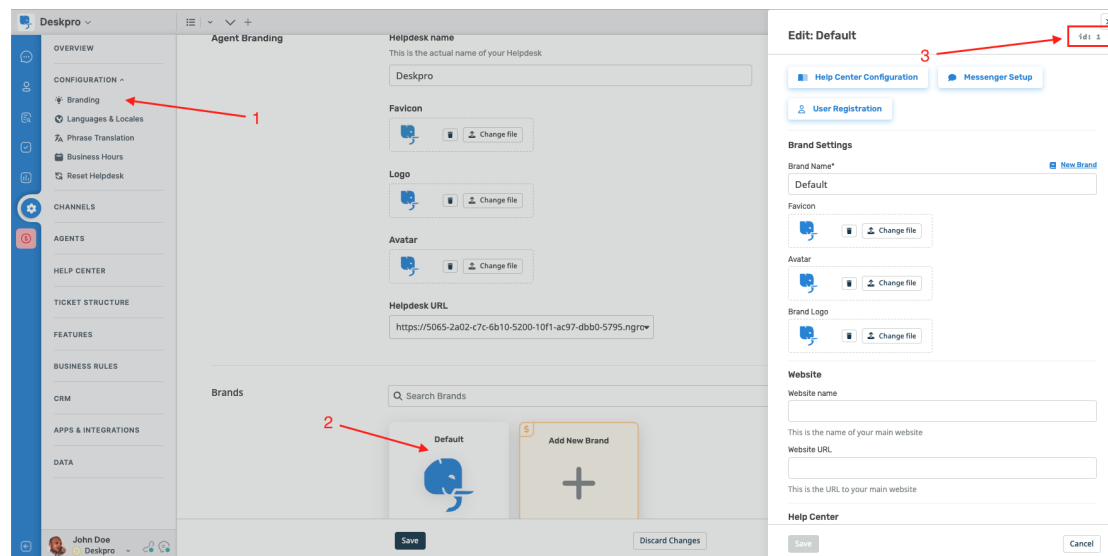 Deskpro
OVERVIEW
CONFIGURATION
Branding
Languages & Locales
Phrase Translation
Business Hours
Reset Helpdesk
CHANNELS
AGENTS
HELP CENTER
TICKET STRUCTURE
FEATURES
BUSINESS RULES
CRM
APPS & INTEGRATIONS
DATA
John Doe
Deskpro
1
Agent Branding
Helpdesk name
This is the actual name of your Helpdesk
Deskpro
Favicon
Change file
Logo
Change file
Avatar
Change file
Helpdesk URL
https://5065-2a02-c7c-6b10-5200-10f1-ac97-dbb0-5795.ngro
Brands
Search Brands
2
Default
$
Add New Brand
Save
Discard Changes
Edit: Default
3
id: 1
Help Center Configuration
Messenger Setup
User Registration
Brand Settings
Brand Name*
New Brand
Default
Favicon
Change file
Avatar
Change file
Brand Logo
Change file
Website
Website name
This is the name of your main website
Website URL
This is the URL to your main website
Help Center
Save
Cancel